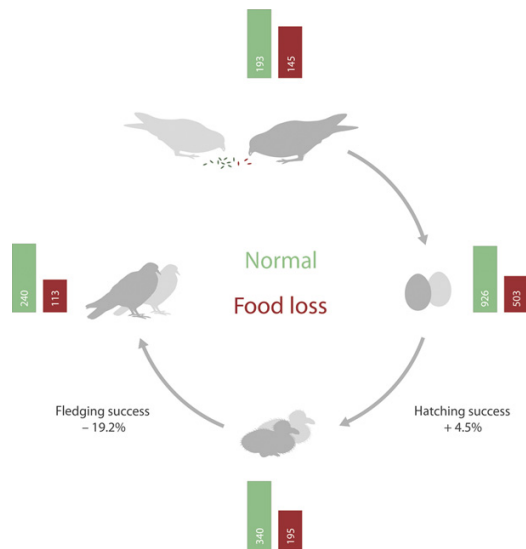 193
145
Normal
Food loss
240
113
926
503
Fledging success
– 19.2%
Hatching success
+ 4.5%
340
195